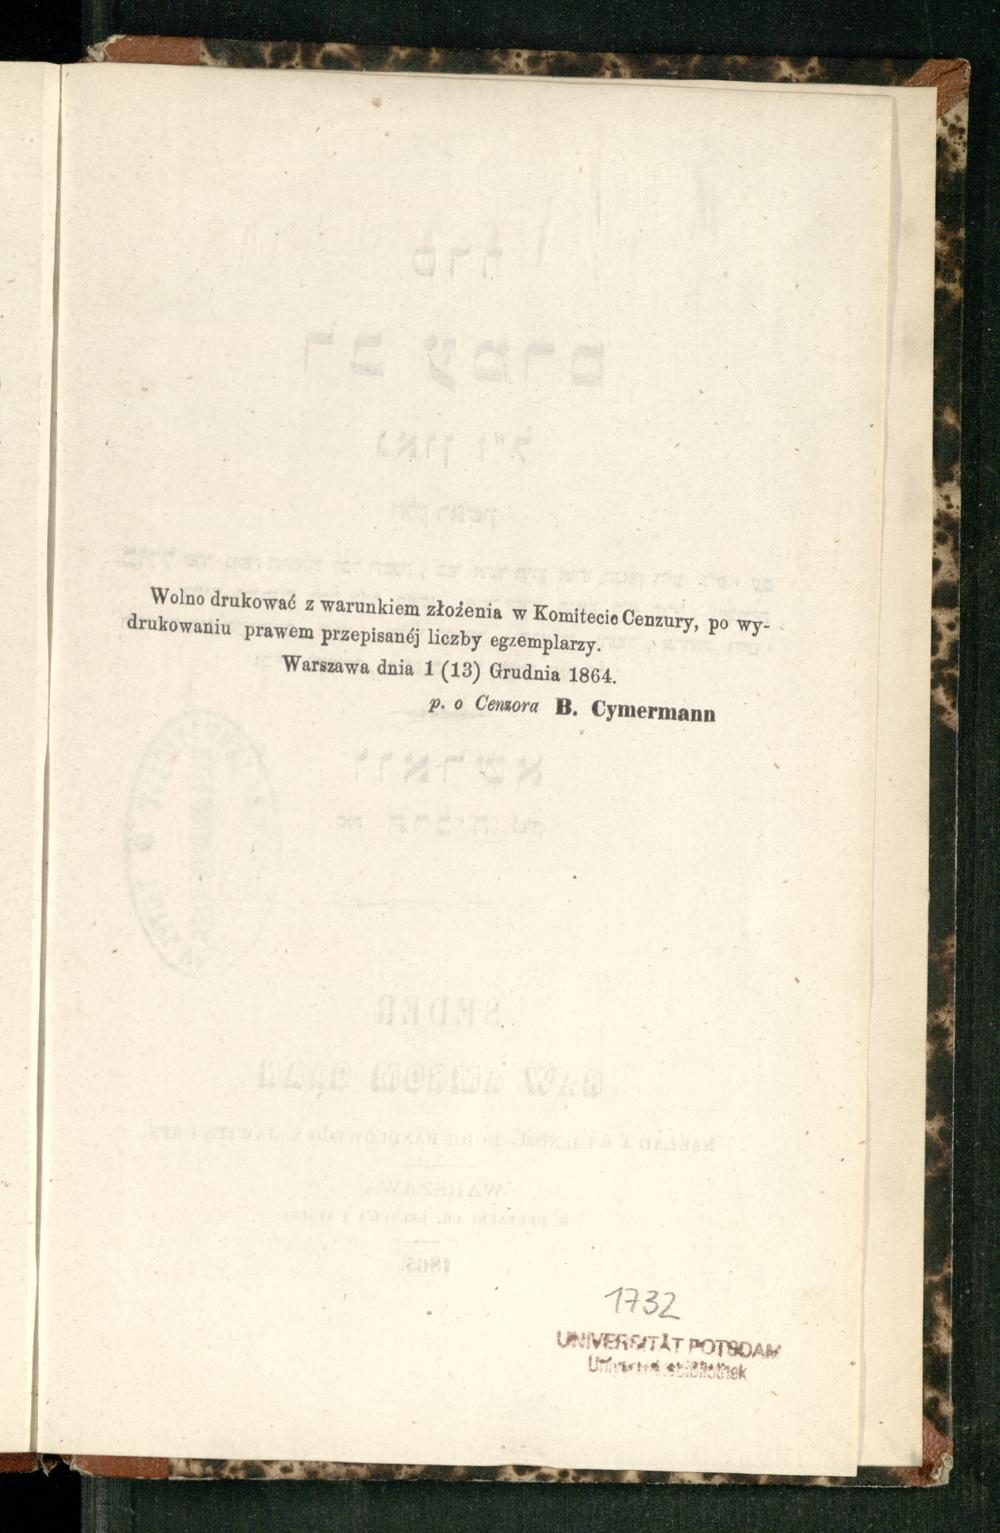 Wolno drukować z warunkiem złożenia w Komitecie Cenzury, po wy-
drukowaniu prawem przepisanéj liczby egzemplarzy.
Warszawa dnia 1 (13) Grudnia 1864.
p. o Cenzora B. Cymermann
1732
UNIVERSITÄT POTSDAM
Universitätsbibliothek